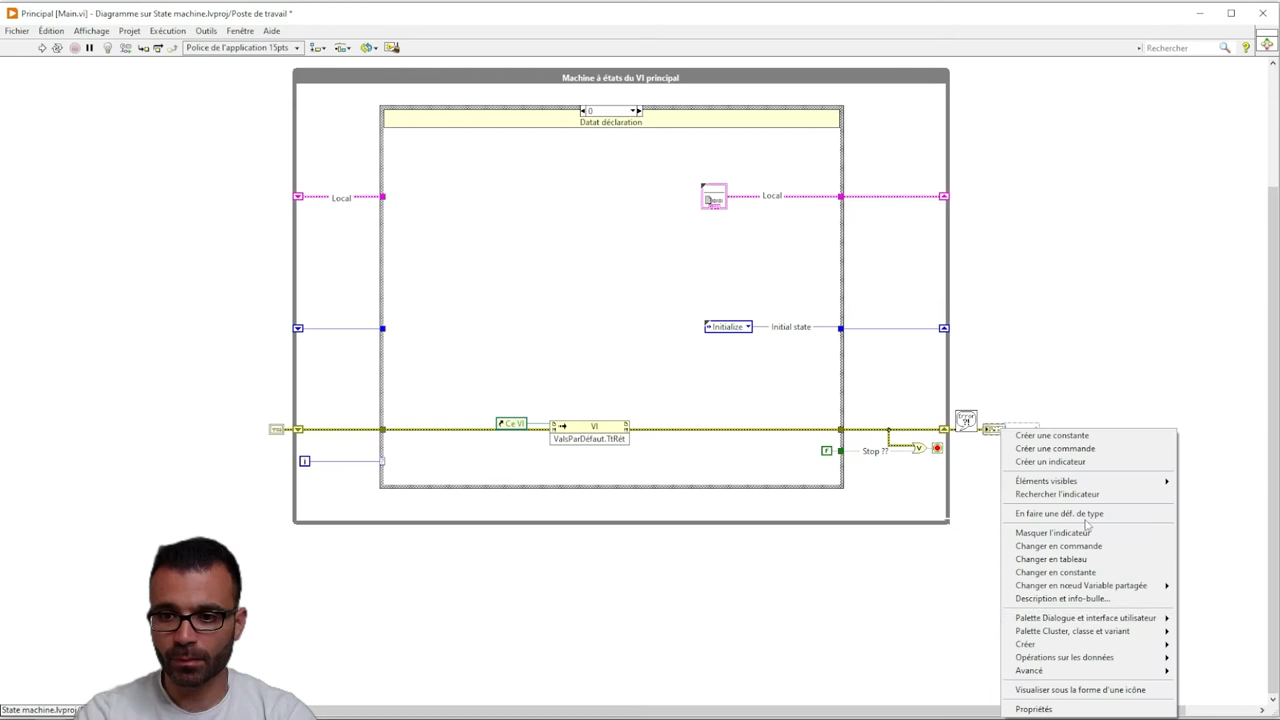 Principal [Main.vi] - Diagramme sur State machine.lvproj/Poste de travail *
Fichier Édition Affichage Projet Exécution Outils Fenêtre Aide
Police de l'application 15pts
Rechercher
Machine à états du VI principal
0
Datat déclaration
Local
Local
Initialize
Initial state
Ce VI
VI
ValsParDéfaut.TtRét
i
F
Stop ??
V
Error
?!
Créer une constante
Créer une commande
Créer un indicateur
Éléments visibles
Rechercher l'indicateur
En faire une déf. de type
Masquer l'indicateur
Changer en commande
Changer en tableau
Changer en constante
Changer en nœud Variable partagée
Description et info-bulle...
Palette Dialogue et interface utilisateur
Palette Cluster, classe et variant
Créer
Opérations sur les données
Avancé
Visualiser sous la forme d'une icône
Propriétés
State machine.lvproj/Poste de travail